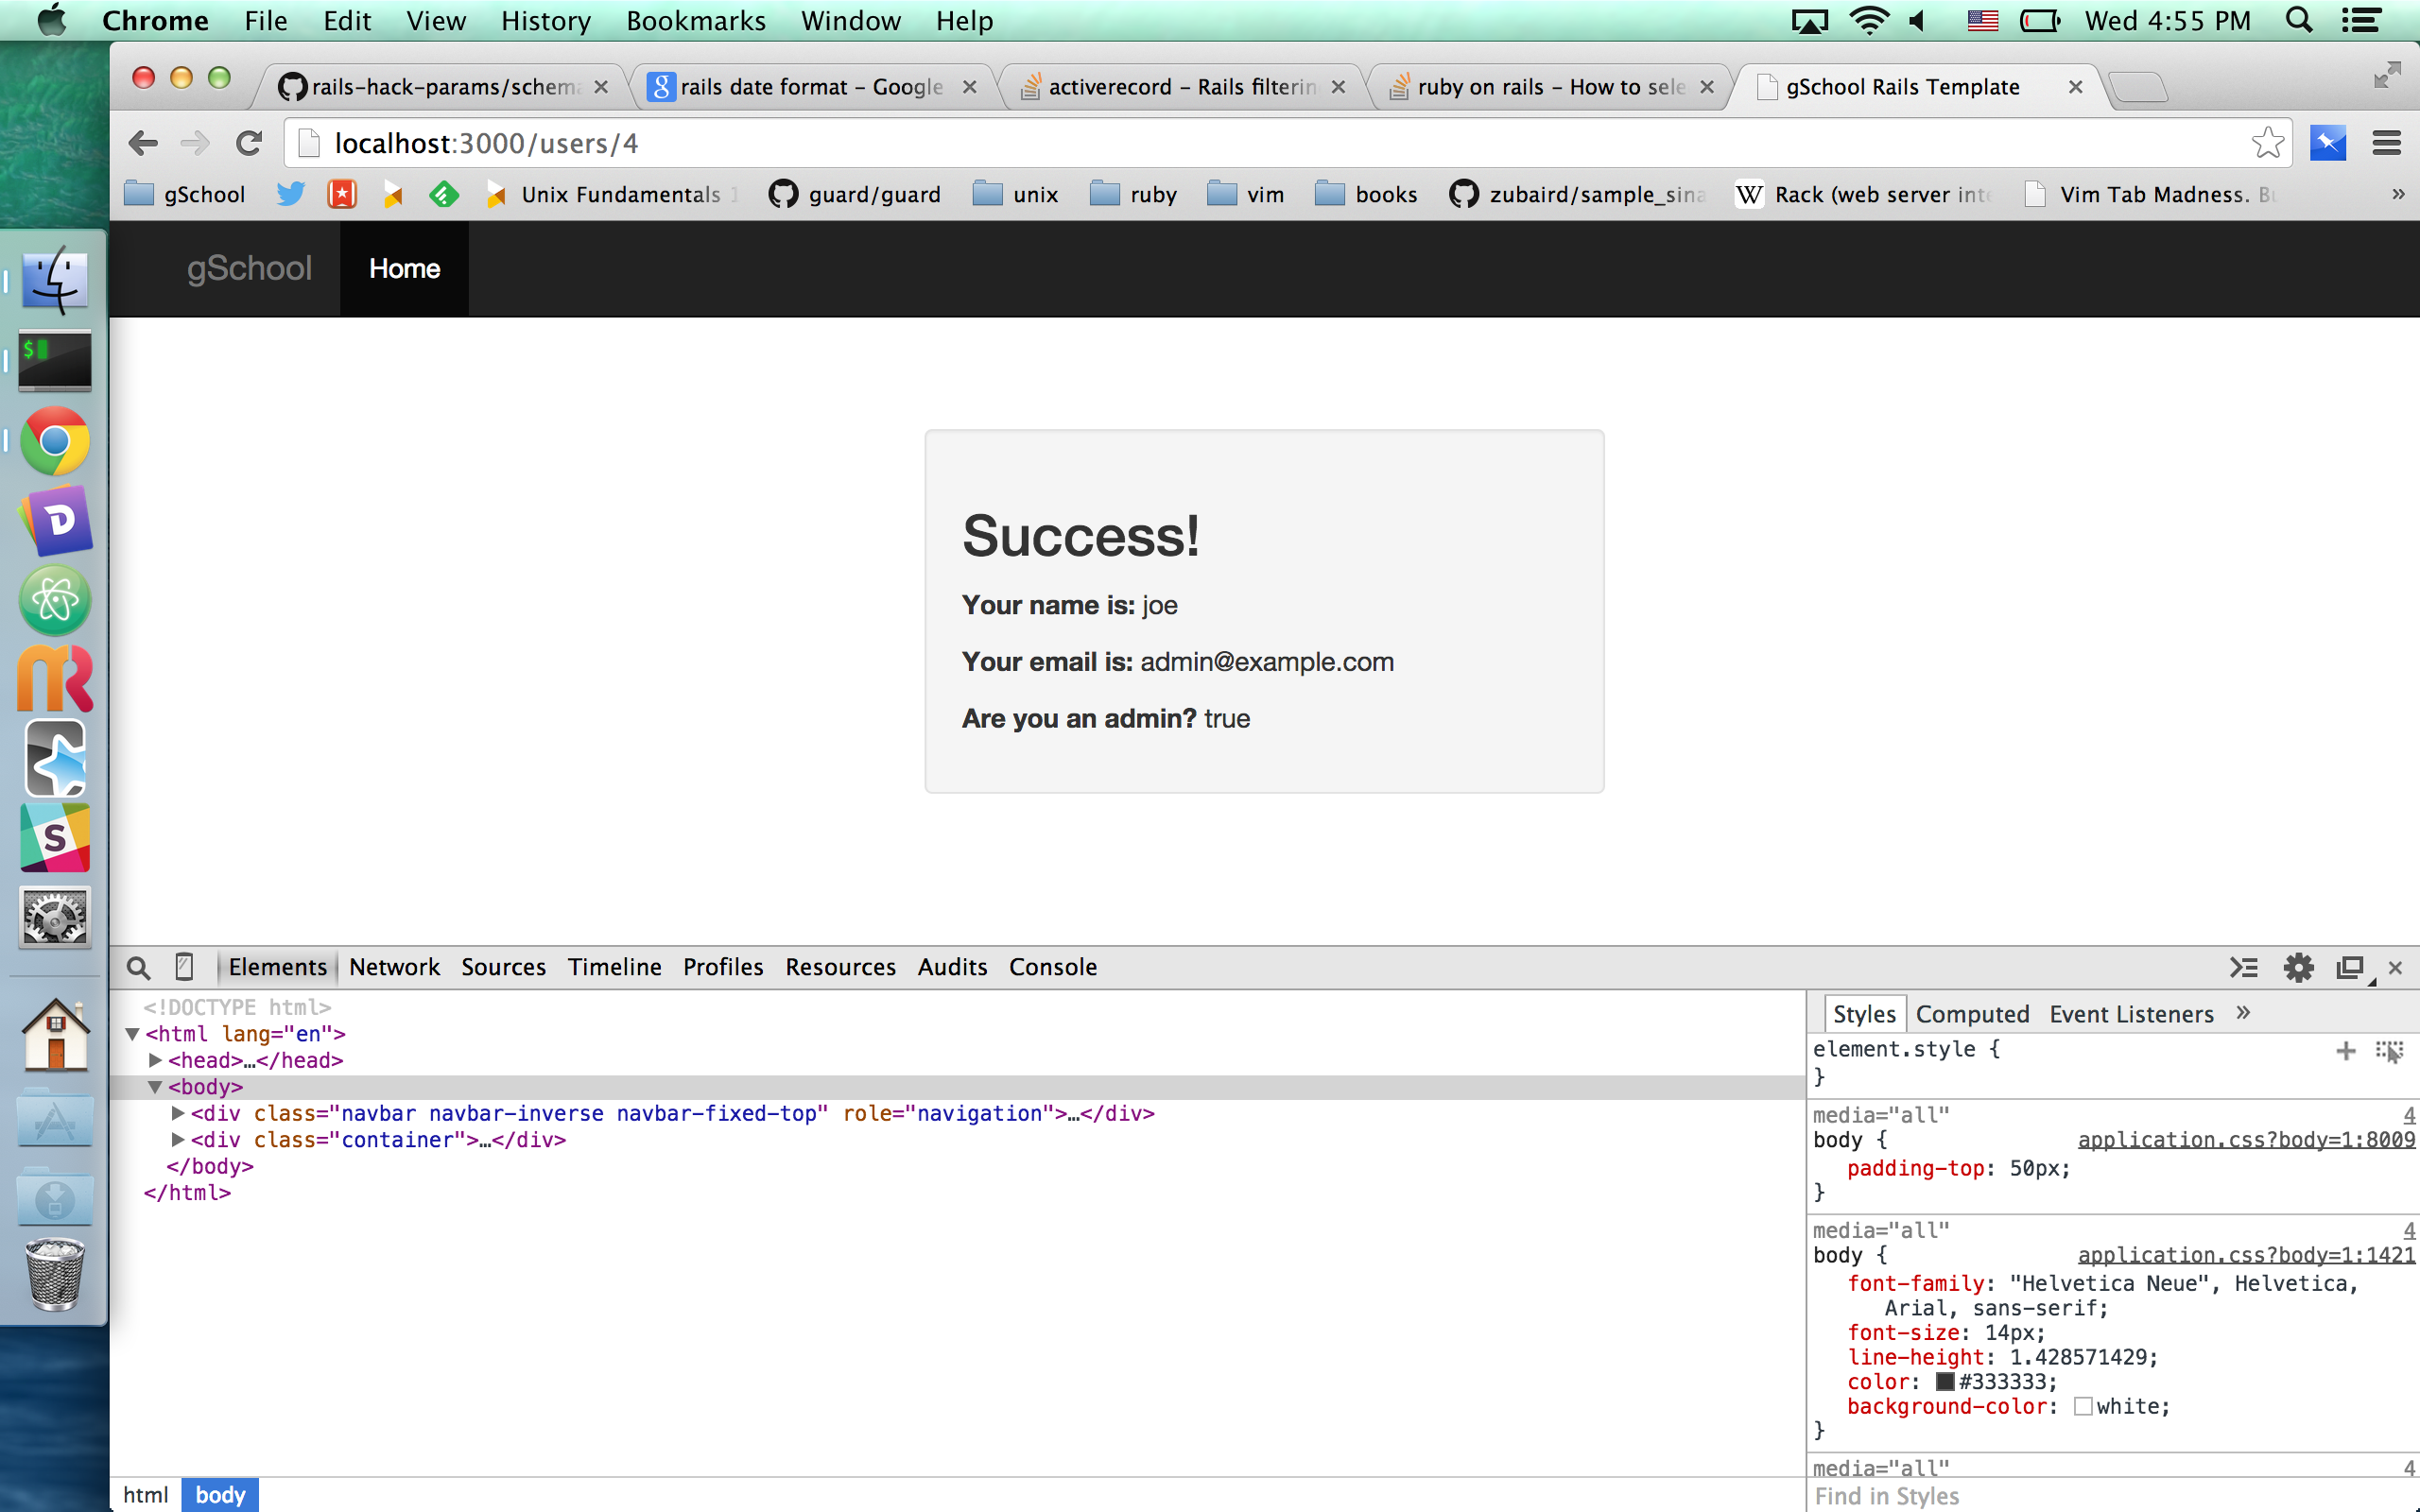 Chrome File Edit View History Bookmarks Window Help Wed 4:55 PM
rails-hack-params/schema rails date format – Google activerecord – Rails filterin ruby on rails – How to sele gSchool Rails Template
localhost:3000/users/4
gSchool Unix Fundamentals guard/guard unix ruby vim books zubaird/sample_sina W Rack (web server inte Vim Tab Madness. Bu »
gSchool Home
$
Success!
Your name is: joe
Your email is: admin@example.com
Are you an admin? true
Elements Network Sources Timeline Profiles Resources Audits Console
<!DOCTYPE html>
<html lang="en">
<head>…</head>
<body>
<div class="navbar navbar-inverse navbar-fixed-top" role="navigation">…</div>
<div class="container">…</div>
</body>
</html>
html body
Styles Computed Event Listeners »
element.style {
}
media="all" 4
body { application.css?body=1:8009
padding-top: 50px;
}
media="all" 4
body { application.css?body=1:1421
font-family: "Helvetica Neue", Helvetica,
Arial, sans-serif;
font-size: 14px;
line-height: 1.428571429;
color: #333333;
background-color: white;
}
media="all" 4
Find in Styles